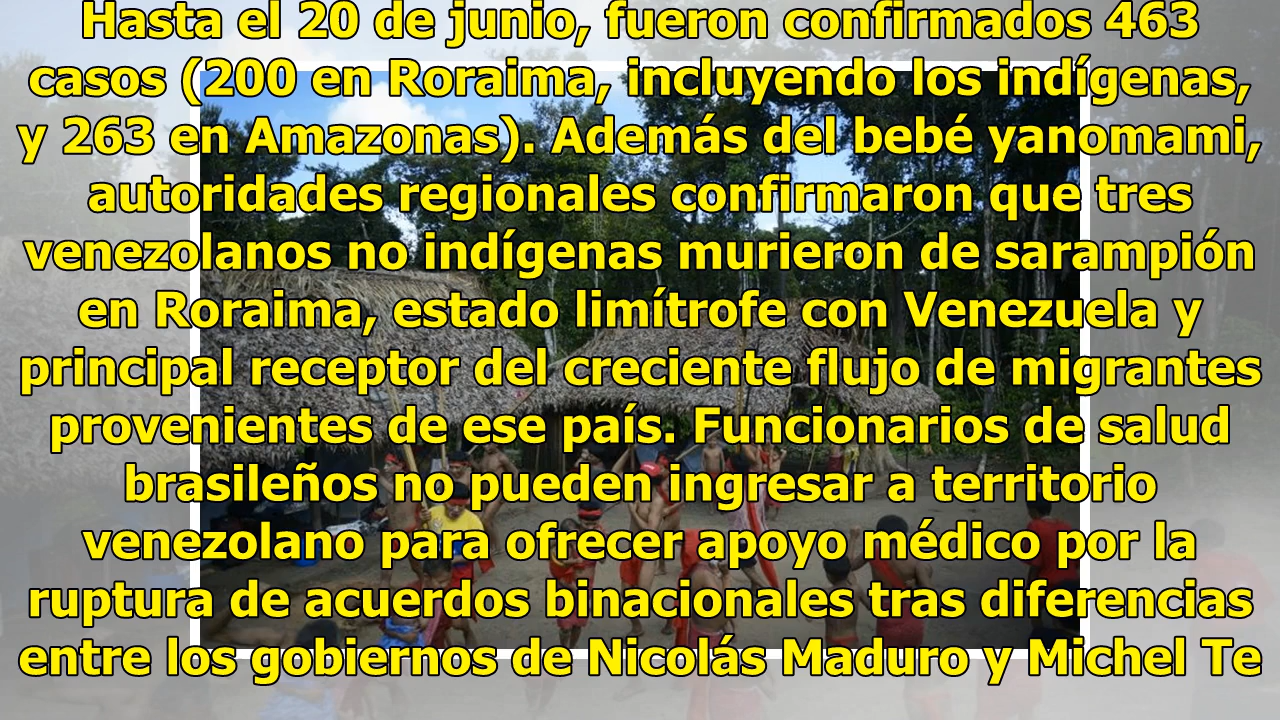 Hasta el 20 de junio, fueron confirmados 463
casos (200 en Roraima, incluyendo los indígenas,
y 263 en Amazonas). Además del bebé yanomami,
autoridades regionales confirmaron que tres
venezolanos no indígenas murieron de sarampión
en Roraima, estado limítrofe con Venezuela y
principal receptor del creciente flujo de migrantes
provenientes de ese país. Funcionarios de salud
brasileños no pueden ingresar a territorio
venezolano para ofrecer apoyo médico por la
ruptura de acuerdos binacionales tras diferencias
entre los gobiernos de Nicolás Maduro y Michel Te